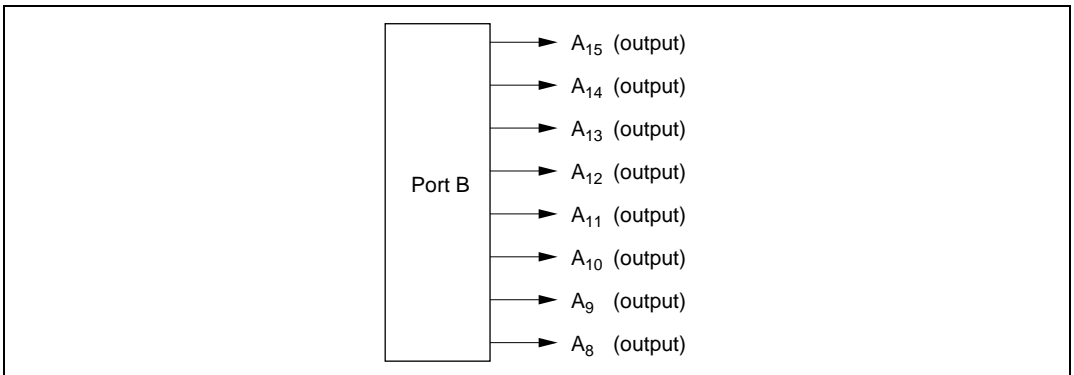 A15 (output)
A14 (output)
A13 (output)
A12 (output)
Port B
A11 (output)
A10 (output)
A9 (output)
A8 (output)